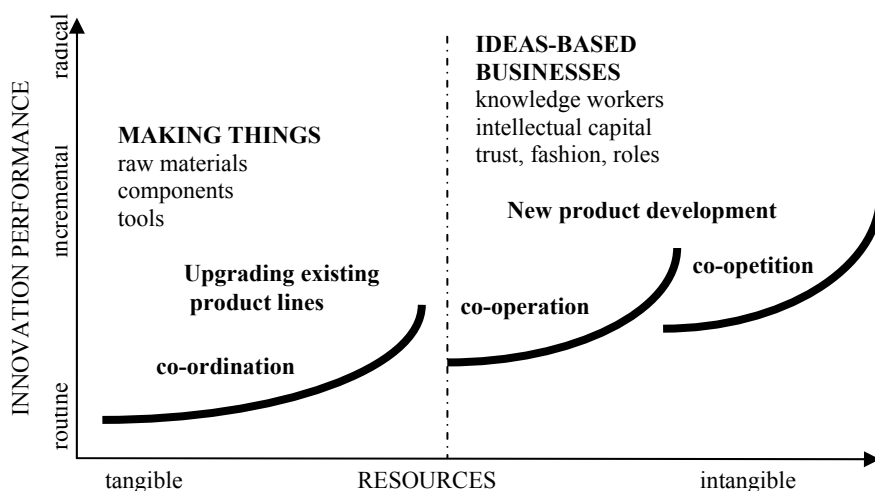 INNOVATION PERFORMANCE
radical
incremental
routine
MAKING THINGS
raw materials
components
tools
Upgrading existing
product lines
co-ordination
IDEAS-BASED
BUSINESSES
knowledge workers
intellectual capital
trust, fashion, roles
New product development
co-operation
co-opetition
tangible
RESOURCES
intangible